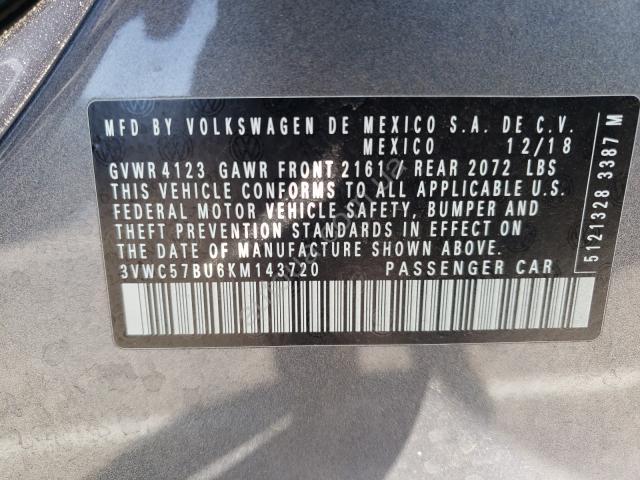 MFD BY VOLKSWAGEN DE MEXICO S.A. DE C.V.
MEXICO 12/18
GVWR 4123 GAWR FRONT 2161 REAR 2072 LBS
THIS VEHICLE CONFORMS TO ALL APPLICABLE U.S.
FEDERAL MOTOR VEHICLE SAFETY, BUMPER AND
THEFT PREVENTION STANDARDS IN EFFECT ON
THE DATE OF MANUFACTURE SHOWN ABOVE.
3VWC57BU6KM143720 PASSENGER CAR
5121328 3387 M